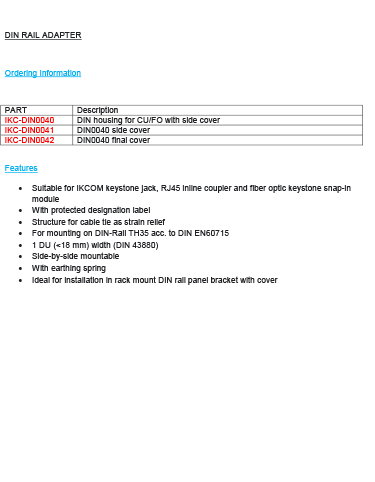 DIN RAIL ADAPTER
Ordering Information
PART Description
IKC-DIN0040 DIN housing for CU/FO with side cover
IKC-DIN0041 DIN0040 side cover
IKC-DIN0042 DIN0040 final cover
Features
• Suitable for IKCOM keystone jack, RJ45 inline coupler and fiber optic keystone snap-in
module
• With protected designation label
• Structure for cable tie as strain relief
• For mounting on DIN-Rail TH35 acc. to DIN EN60715
• 1 DU (<18 mm) width (DIN 43880)
• Side-by-side mountable
• With earthing spring
• Ideal for installation in rack mount DIN rail panel bracket with cover